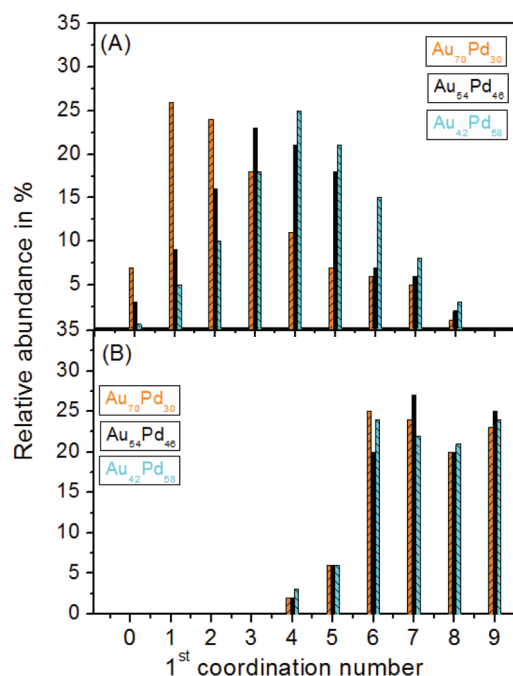 35
(A)
Au₇₀Pd₃₀
30
Au₅₄Pd₄₆
25
Au₄₂Pd₅₈
20
15
10
5
35
(B)
30
Au₇₀Pd₃₀
25
Au₅₄Pd₄₆
20
Au₄₂Pd₅₈
15
10
5
0
0 1 2 3 4 5 6 7 8 9
1ˢᵗ coordination number
Relative abundance in %